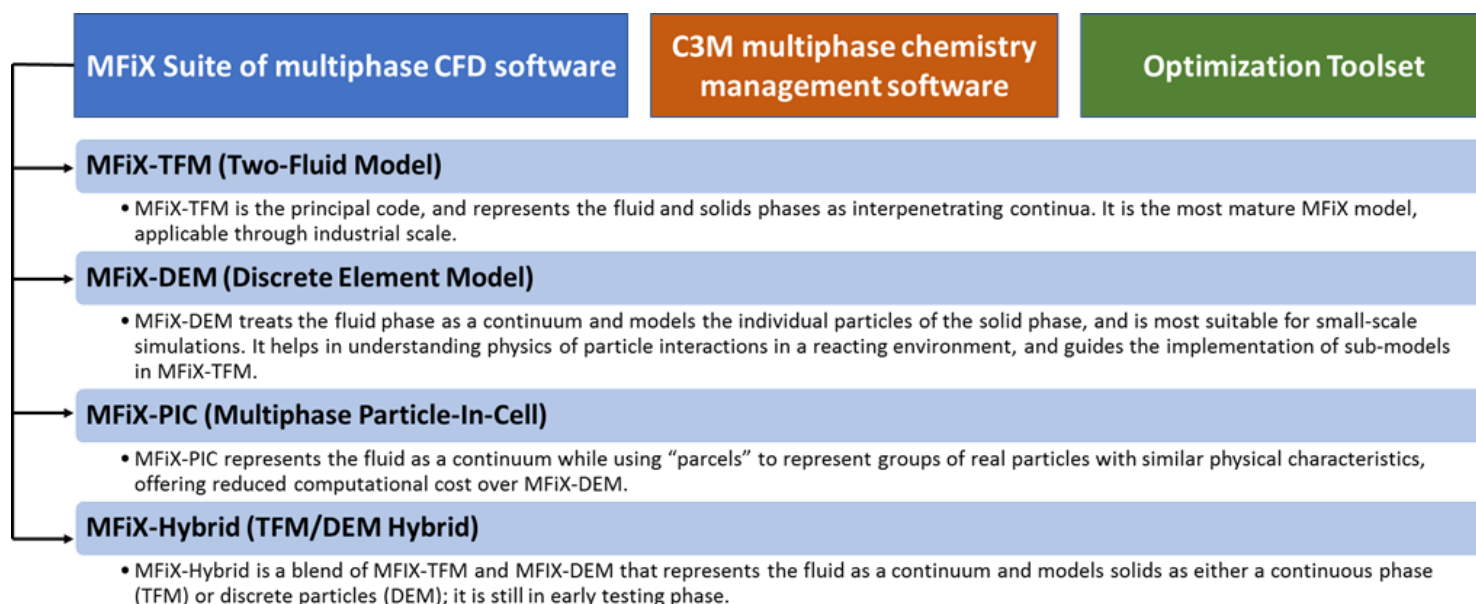 MFiX Suite of multiphase CFD software
C3M multiphase chemistry
management software
Optimization Toolset
MFiX-TFM (Two-Fluid Model)
• MFiX-TFM is the principal code, and represents the fluid and solids phases as interpenetrating continua. It is the most mature MFiX model,
applicable through industrial scale.
MFiX-DEM (Discrete Element Model)
• MFiX-DEM treats the fluid phase as a continuum and models the individual particles of the solid phase, and is most suitable for small-scale
simulations. It helps in understanding physics of particle interactions in a reacting environment, and guides the implementation of sub-models
in MFiX-TFM.
MFiX-PIC (Multiphase Particle-In-Cell)
• MFiX-PIC represents the fluid as a continuum while using “parcels” to represent groups of real particles with similar physical characteristics,
offering reduced computational cost over MFiX-DEM.
MFiX-Hybrid (TFM/DEM Hybrid)
• MFiX-Hybrid is a blend of MFIX-TFM and MFIX-DEM that represents the fluid as a continuum and models solids as either a continuous phase
(TFM) or discrete particles (DEM); it is still in early testing phase.